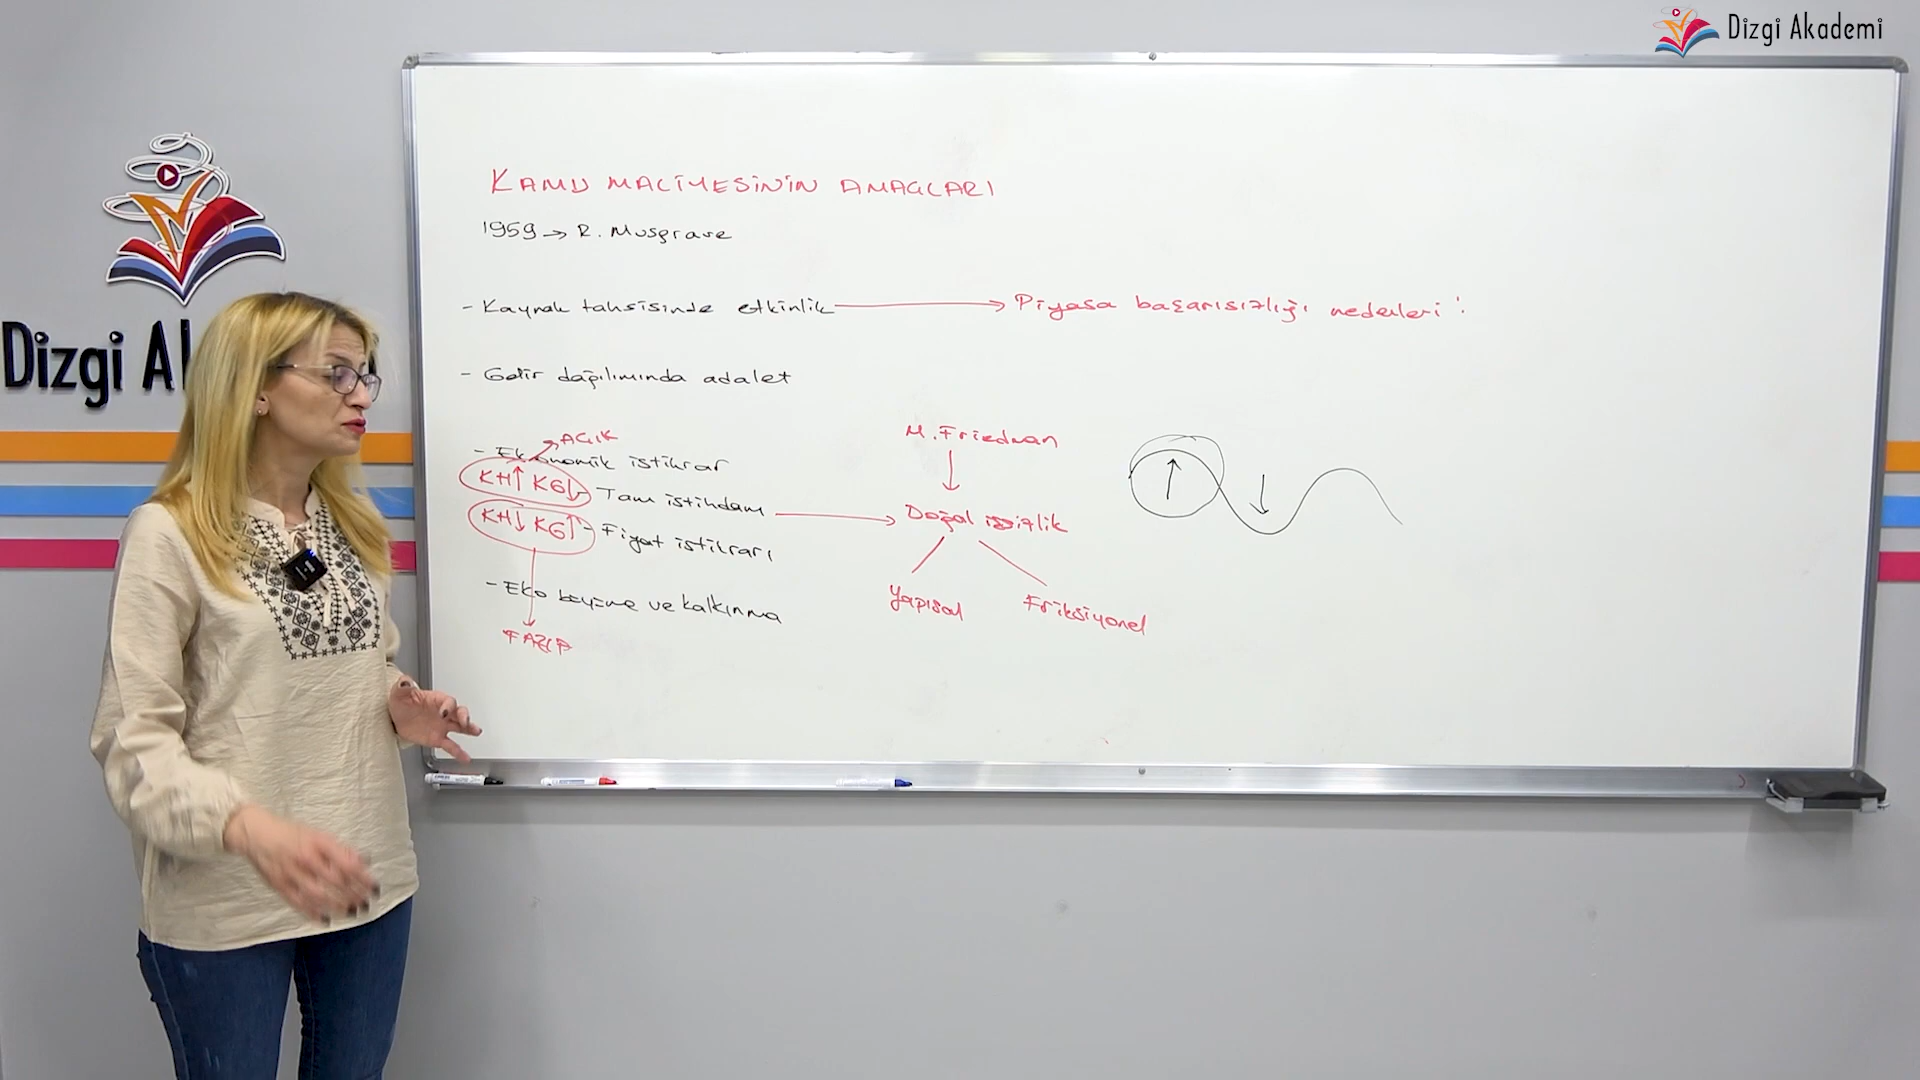 Dizgi Akademi
Dizgi Ak
KAMU MALİYESİNİN AMAÇLARI
1959 → R. Musgrave
- Kaynak tahsisinde etkinlik → Piyasa başarısızlığı nedenleri :
- Gelir dağılımında adalet
AÇIK
- Ekonomik istikrar
KH↑ KG↓ - Tam istihdam
KH↓ KG↑ - Fiyat istikrarı
- Eko büyüme ve kalkınma
FAZLA
M. Friedman
Doğal işsizlik
Yapısal
Friksiyonel